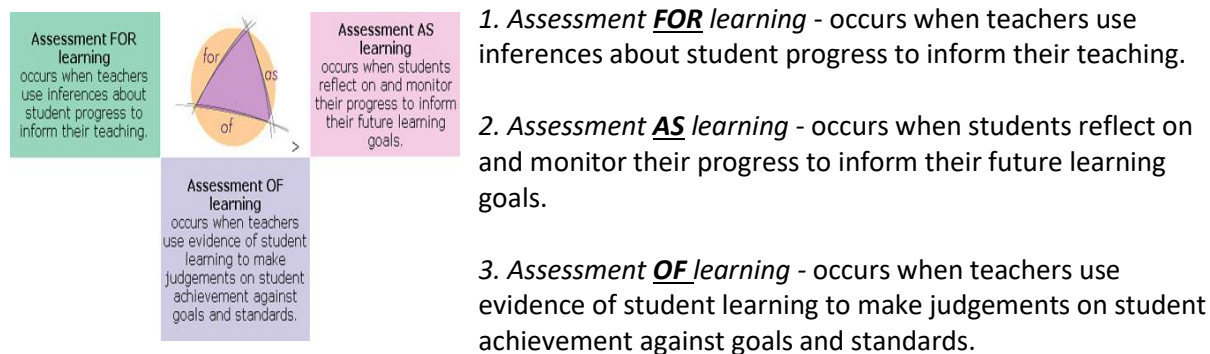 Assessment FOR
learning
occurs when teachers
use inferences about
student progress to
inform their teaching.
for
as
of
>
Assessment AS
learning
occurs when students
reflect on and monitor
their progress to inform
their future learning
goals.
Assessment OF
learning
occurs when teachers
use evidence of student
learning to make
judgements on student
achievement against
goals and standards.
1. Assessment FOR learning - occurs when teachers use
inferences about student progress to inform their teaching.
2. Assessment AS learning - occurs when students reflect on
and monitor their progress to inform their future learning
goals.
3. Assessment OF learning - occurs when teachers use
evidence of student learning to make judgements on student
achievement against goals and standards.